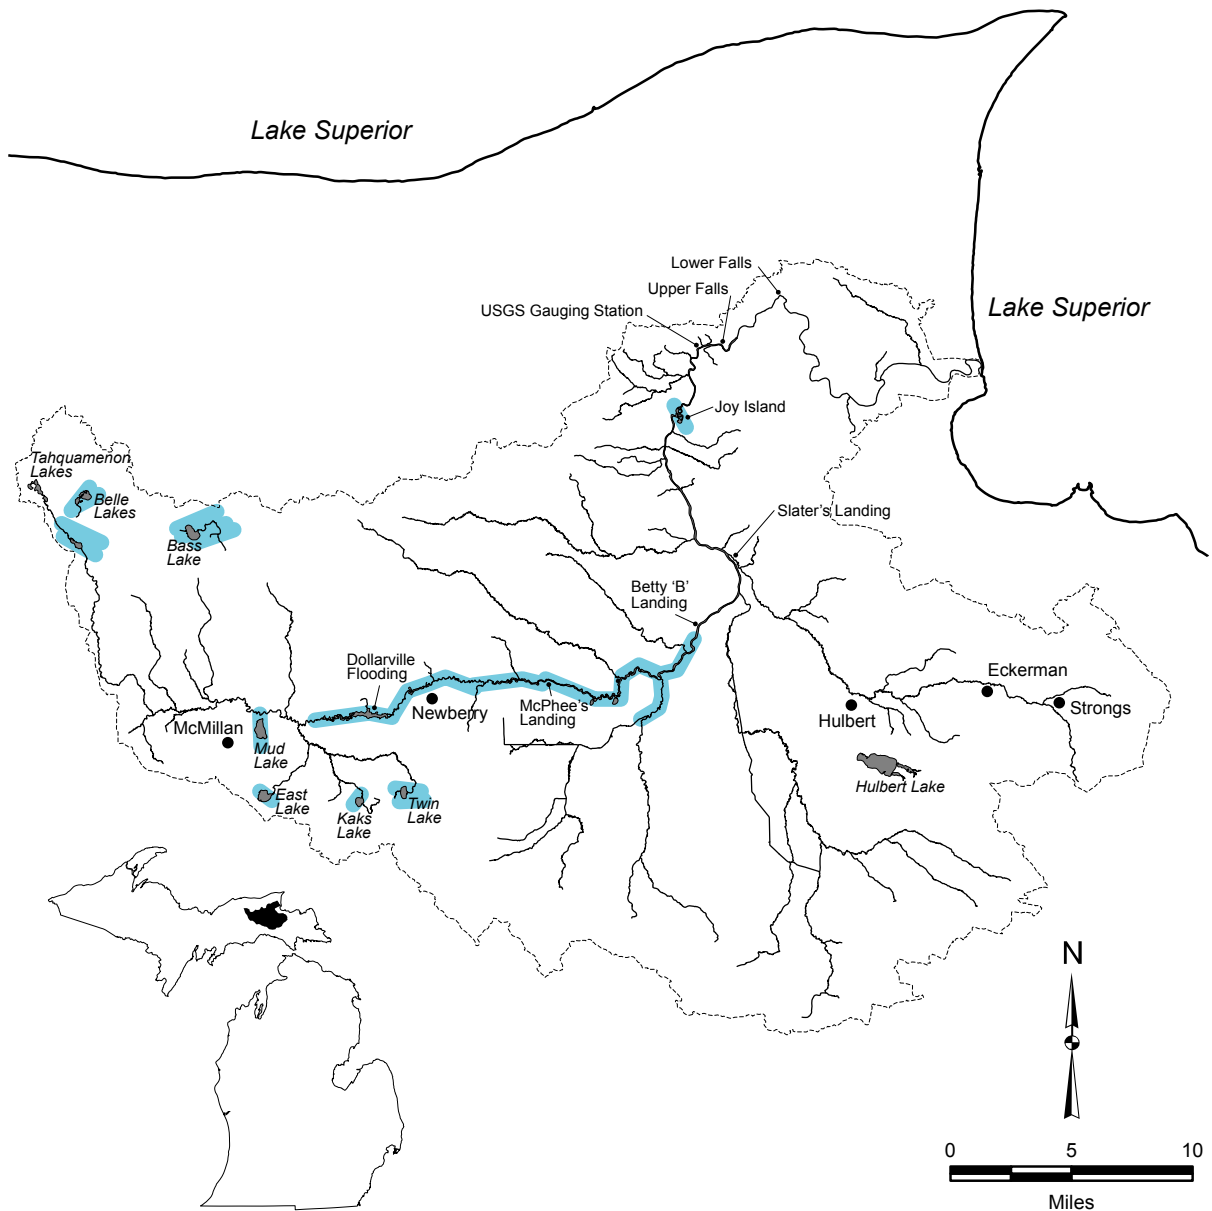 Lake Superior
Lower Falls
Upper Falls
Lake Superior
USGS Gauging Station
Joy Island
Tahquamenon
Lakes
Belle
Lakes
Slater's Landing
Bass
Lake
Betty 'B'
Landing
Dollarville
Flooding
Eckerman
McPhee's
Landing
Newberry
Strongs
Hulbert
McMillan
Mud
Lake
Hulbert Lake
East
Lake
Twin
Lake
Kaks
Lake
N
0 5 10
Miles